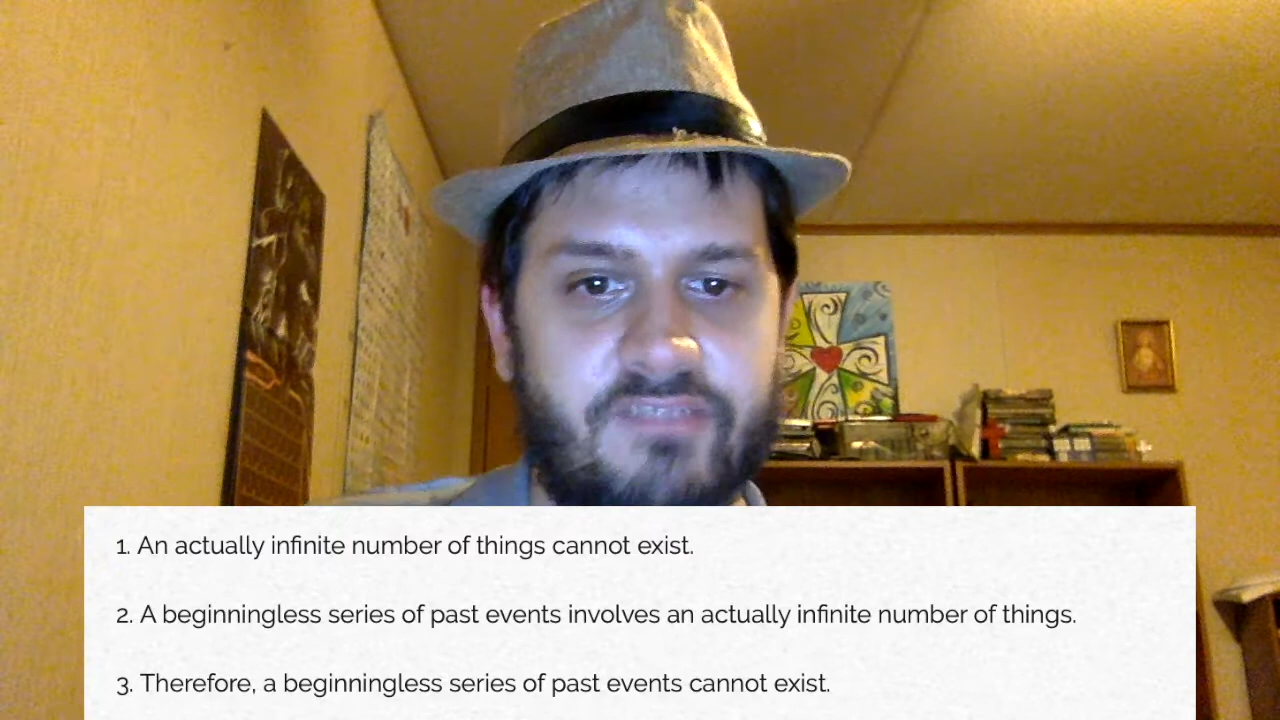 1. An actually infinite number of things cannot exist.
2. A beginningless series of past events involves an actually infinite number of things.
3. Therefore, a beginningless series of past events cannot exist.